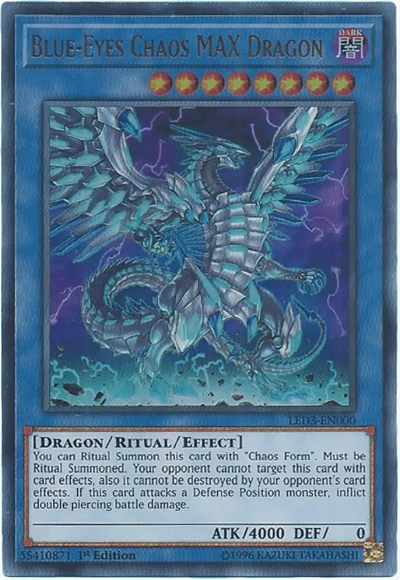 BLUE-EYES CHAOS MAX DRAGON
DARK
闇
LED3-EN000
[DRAGON/RITUAL/EFFECT]
You can Ritual Summon this card with "Chaos Form". Must be
Ritual Summoned. Your opponent cannot target this card with
card effects, also it cannot be destroyed by your opponent's card
effects. If this card attacks a Defense Position monster, inflict
double piercing battle damage.
ATK/4000 DEF/ 0
55410871 1st Edition
©1996 KAZUKI TAKAHASHI